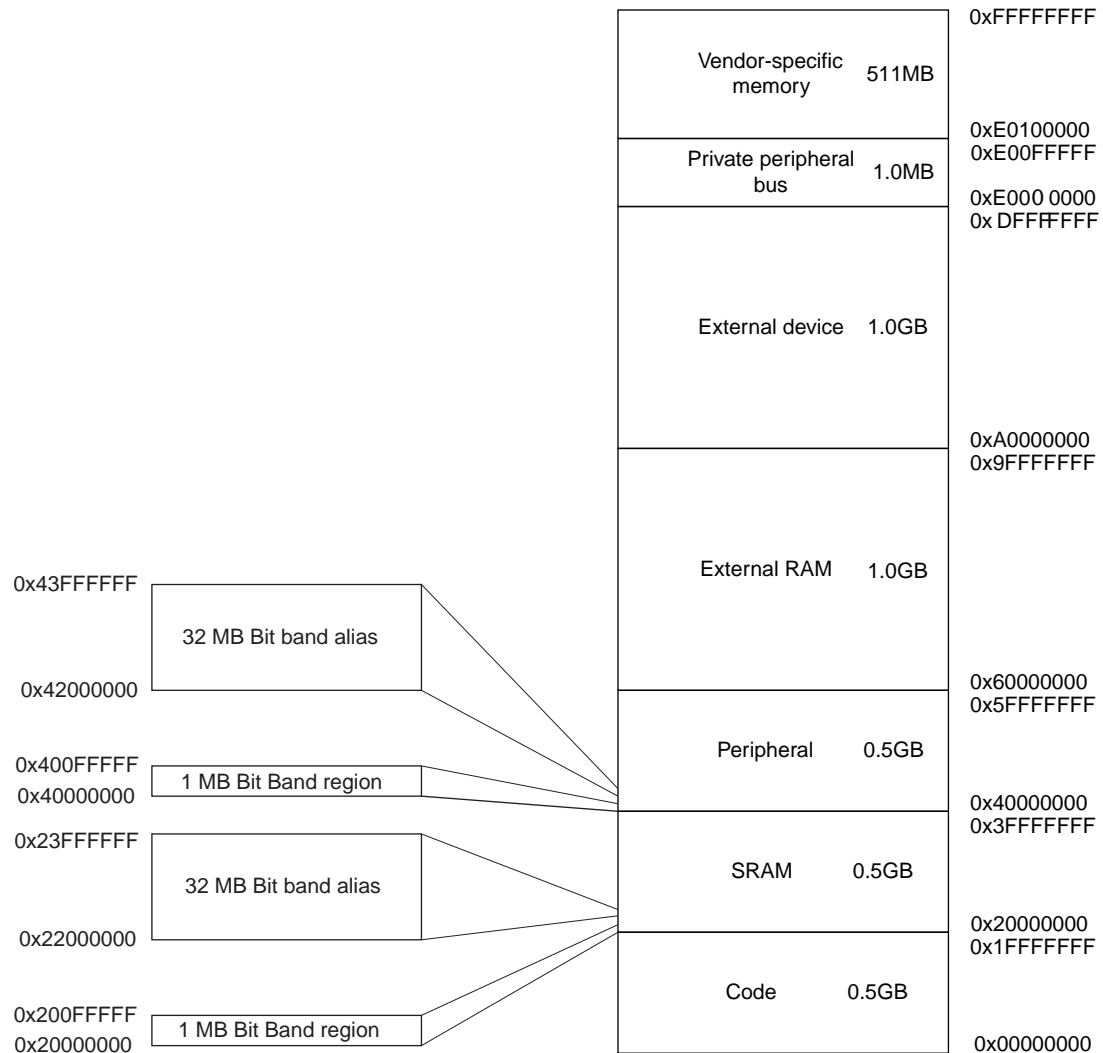 0xFFFFFFFF
Vendor-specific
memory
511MB
0xE0100000
0xE00FFFFF
Private peripheral
bus
1.0MB
0xE000 0000
0x DFFFFFFF
External device
1.0GB
0xA0000000
0x9FFFFFFF
External RAM
1.0GB
0x43FFFFFF
32 MB Bit band alias
0x42000000
0x60000000
0x5FFFFFFF
Peripheral
0.5GB
0x400FFFFF
1 MB Bit Band region
0x40000000
0x40000000
0x3FFFFFFF
0x23FFFFFF
32 MB Bit band alias
0x22000000
SRAM
0.5GB
0x20000000
0x1FFFFFFF
Code
0.5GB
0x200FFFFF
1 MB Bit Band region
0x20000000
0x00000000